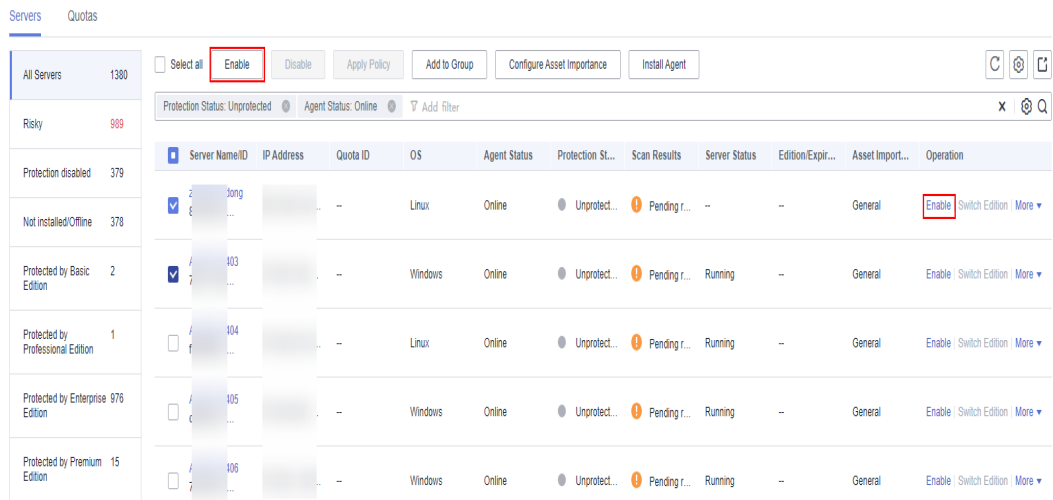 Servers Quotas
All Servers 1380
Risky 989
Protection disabled 379
Not installed/Offline 378
Protected by Basic 2
Edition
Protected by 1
Professional Edition
Protected by Enterprise 976
Edition
Protected by Premium 15
Edition
Select all Enable Disable Apply Policy Add to Group Configure Asset Importance Install Agent
Protection Status: Unprotected Agent Status: Online Add filter
Server Name/ID IP Address Quota ID OS Agent Status Protection St... Scan Results Server Status Edition/Expir... Asset Import... Operation
dong
8 ... -- Linux Online Unprotect... Pending r... -- -- General Enable Switch Edition More
403
7 ... -- Windows Online Unprotect... Pending r... Running -- General Enable Switch Edition More
404
f ... -- Linux Online Unprotect... Pending r... Running -- General Enable Switch Edition More
405
... -- Windows Online Unprotect... Pending r... Running -- General Enable Switch Edition More
406
7 ... -- Windows Online Unprotect... Pending r... Running -- General Enable Switch Edition More